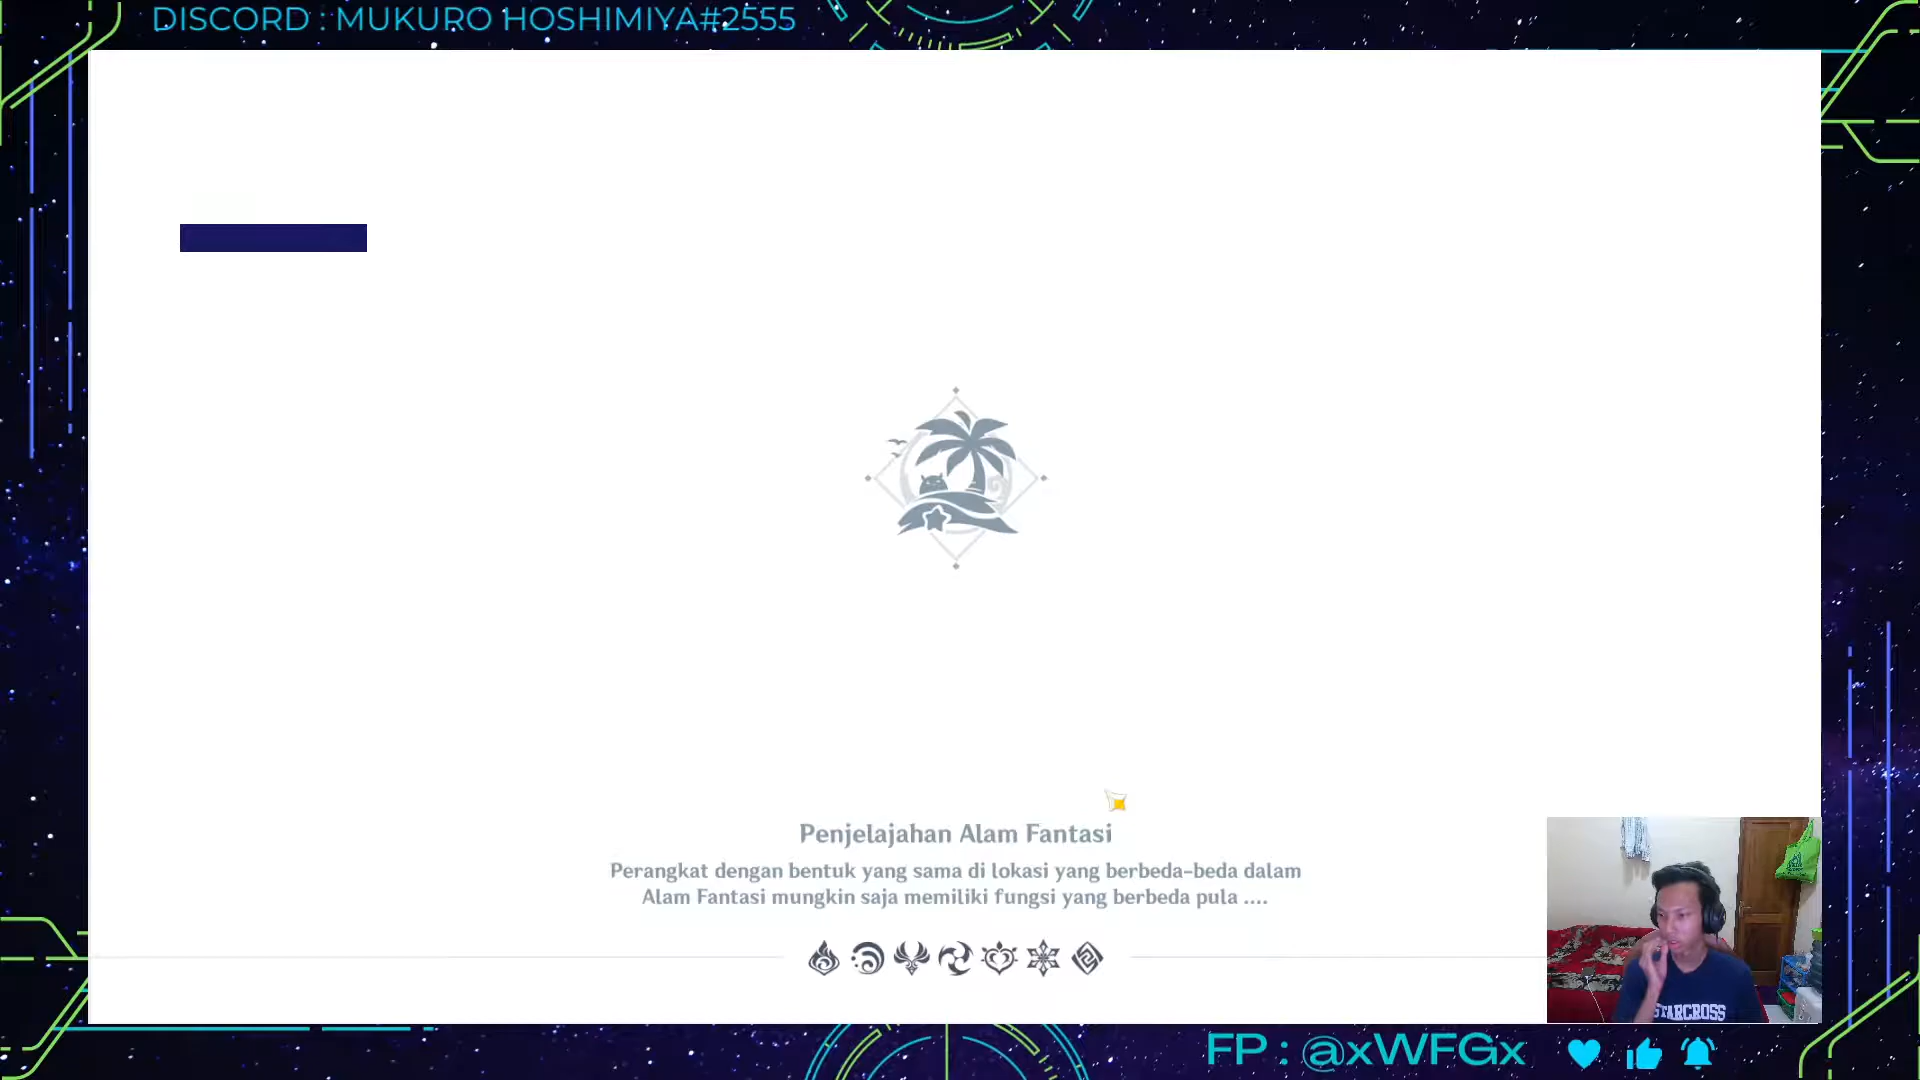 DISCORD : MUKURO HOSHIMIYA#2555
Penjelajahan Alam Fantasi
Perangkat dengan bentuk yang sama di lokasi yang berbeda-beda dalam
Alam Fantasi mungkin saja memiliki fungsi yang berbeda pula ....
STARCROSS
FP : @xWFGx